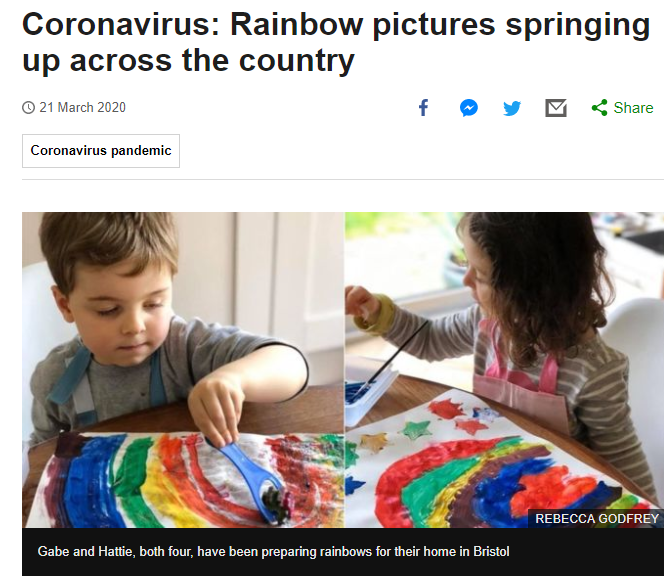 Coronavirus: Rainbow pictures springing
up across the country
21 March 2020
Share
Coronavirus pandemic
REBECCA GODFREY
Gabe and Hattie, both four, have been preparing rainbows for their home in Bristol